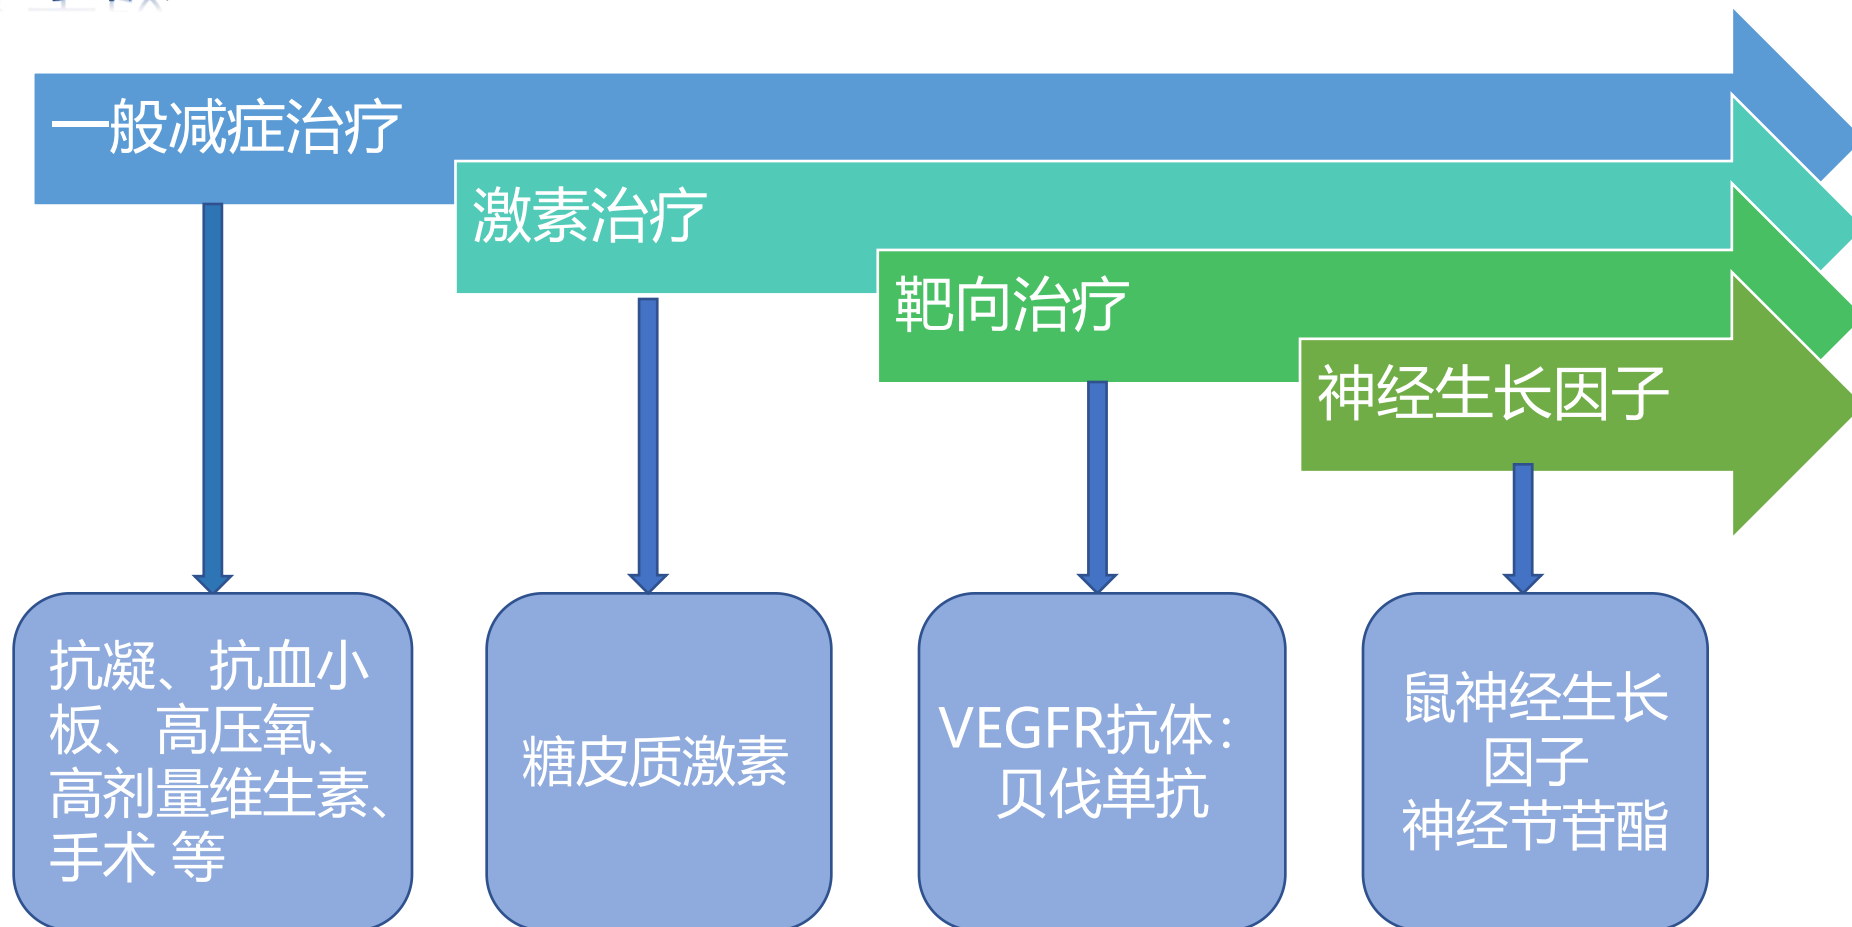 一般减症治疗
激素治疗
靶向治疗
神经生长因子
抗凝、抗血小
板、高压氧、
高剂量维生素、
手术 等
糖皮质激素
VEGFR抗体：
贝伐单抗
鼠神经生长
因子
神经节苷酯